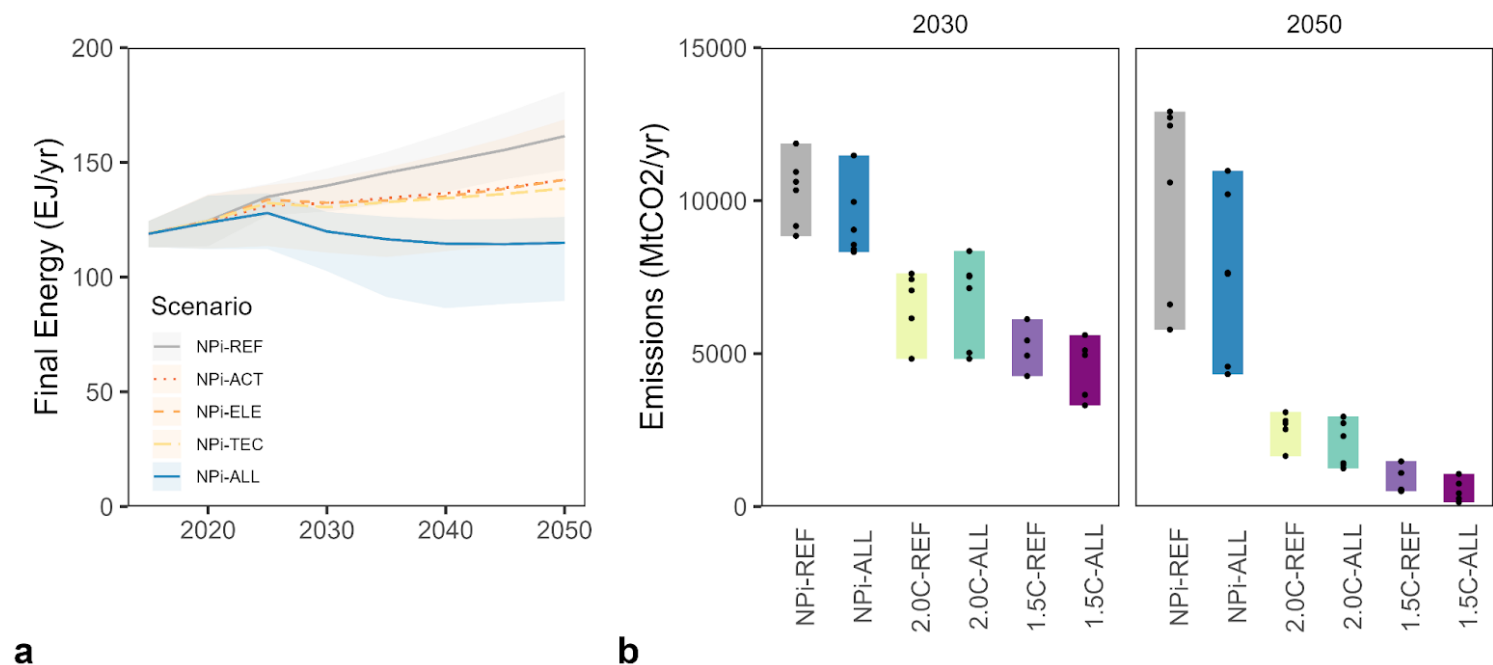 200
150
100
50
0
Final Energy (EJ/yr)
2020
2030
2040
2050
Scenario
NPi-REF
NPi-ACT
NPi-ELE
NPi-TEC
NPi-ALL
a
2030
2050
15000
10000
5000
0
Emissions (MtCO2/yr)
NPi-REF
NPi-ALL
2.0C-REF
2.0C-ALL
1.5C-REF
1.5C-ALL
NPi-REF
NPi-ALL
2.0C-REF
2.0C-ALL
1.5C-REF
1.5C-ALL
b